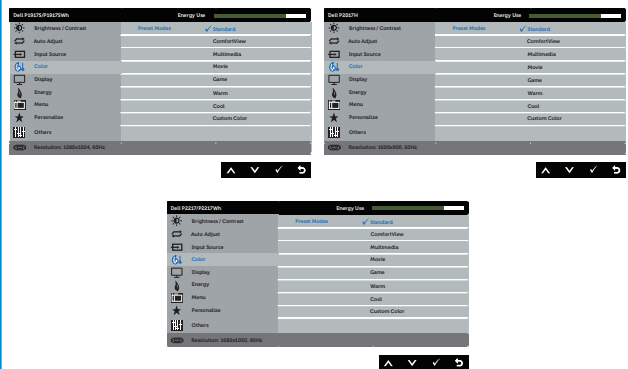 Dell P1917S/P1917SWh Energy Use
Brightness / Contrast Preset Modes ✓ Standard
Auto Adjust ComfortView
Input Source Multimedia
Color Movie
Display Game
Energy Warm
Menu Cool
Personalize Custom Color
Others
Resolution: 1280x1024, 60Hz
Dell P2017H Energy Use
Brightness / Contrast Preset Modes ✓ Standard
Auto Adjust ComfortView
Input Source Multimedia
Color Movie
Display Game
Energy Warm
Menu Cool
Personalize Custom Color
Others
Resolution: 1600x900, 60Hz
Dell P2217/P2217Wh Energy Use
Brightness / Contrast Preset Modes ✓ Standard
Auto Adjust ComfortView
Input Source Multimedia
Color Movie
Display Game
Energy Warm
Menu Cool
Personalize Custom Color
Others
Resolution: 1680x1050, 60Hz